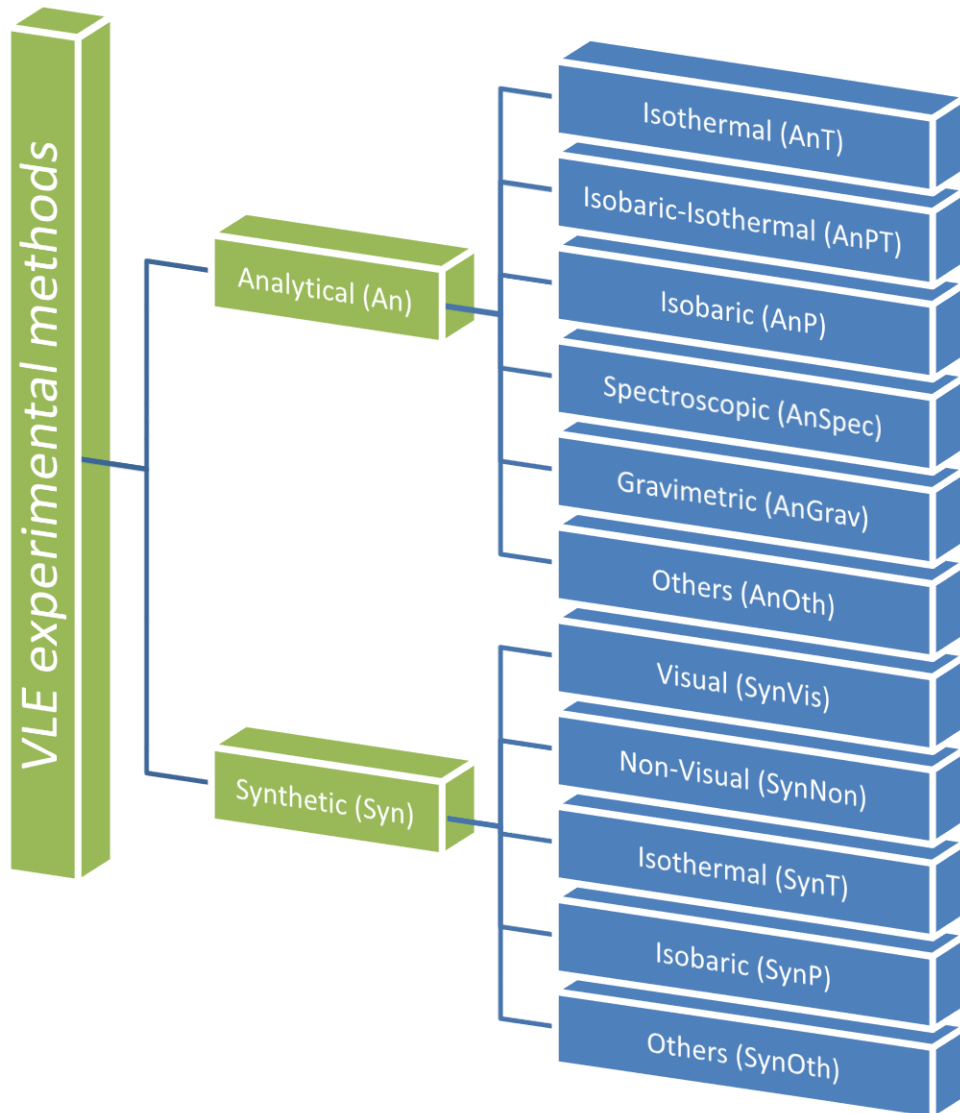 VLE experimental methods
Analytical (An)
Isothermal (AnT)
Isobaric-Isothermal (AnPT)
Isobaric (AnP)
Spectroscopic (AnSpec)
Gravimetric (AnGrav)
Others (AnOth)
Synthetic (Syn)
Visual (SynVis)
Non-Visual (SynNon)
Isothermal (SynT)
Isobaric (SynP)
Others (SynOth)